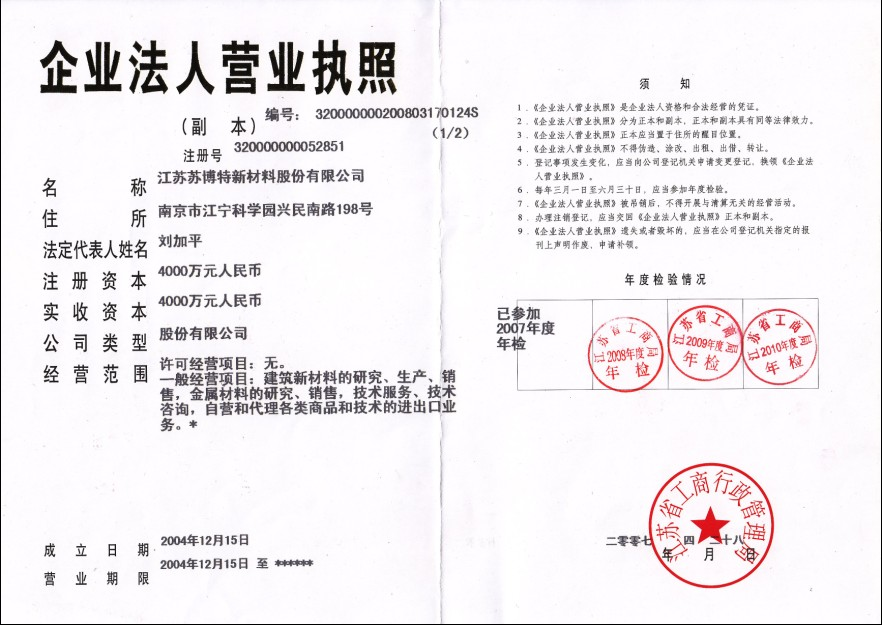 企业法人营业执照
(副 本)
编号: 320000000200803170124S
(1/2)
注册号 320000000052851
名称 江苏苏博特新材料股份有限公司
住所 南京市江宁科学园兴民南路198号
法定代表人姓名 刘加平
注册资本 4000万元人民币
实收资本 4000万元人民币
公司类型 股份有限公司
经营范围 许可经营项目:无。
一般经营项目:建筑新材料的研究、生产、销
售,金属材料的研究、销售,技术服务、技术
咨询,自营和代理各类商品和技术的进出口业
务。*
成立日期 2004年12月15日
营业期限 2004年12月15日 至 ******
须 知
1.《企业法人营业执照》是企业法人资格和合法经营的凭证。
2.《企业法人营业执照》分为正本和副本,正本和副本具有同等法律效力。
3.《企业法人营业执照》正本应当置于住所的醒目位置。
4.《企业法人营业执照》不得伪造、涂改、出租、出借、转让。
5.登记事项发生变化,应当向公司登记机关申请变更登记,换领《企业法
人营业执照》。
6.每年三月一日至六月三十日,应当参加年度检验。
7.《企业法人营业执照》被吊销后,不得开展与清算无关的经营活动。
8.办理注销登记,应当交回《企业法人营业执照》正本和副本。
9.《企业法人营业执照》遗失或者毁坏的,应当在公司登记机关指定的报
刊上声明作废,申请补领。
年度检验情况
已参加
2007年度
年检
江苏省工商局
2008年度
年检
江苏省工商局
2009年度
年检
江苏省工商局
2010年度
年检
江苏省工商行政管理局
二零零七 四 二十八
年 月 日